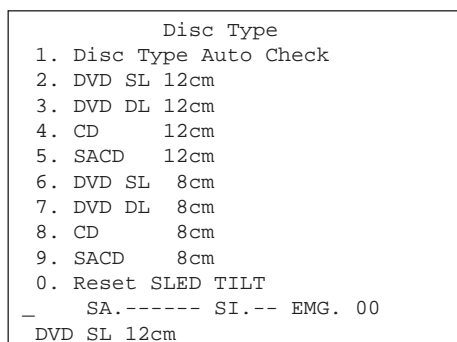 Disc Type
1. Disc Type Auto Check
2. DVD SL 12cm
3. DVD DL 12cm
4. CD 12cm
5. SACD 12cm
6. DVD SL 8cm
7. DVD DL 8cm
8. CD 8cm
9. SACD 8cm
0. Reset SLED TILT
_ SA.------ SI.-- EMG. 00
DVD SL 12cm